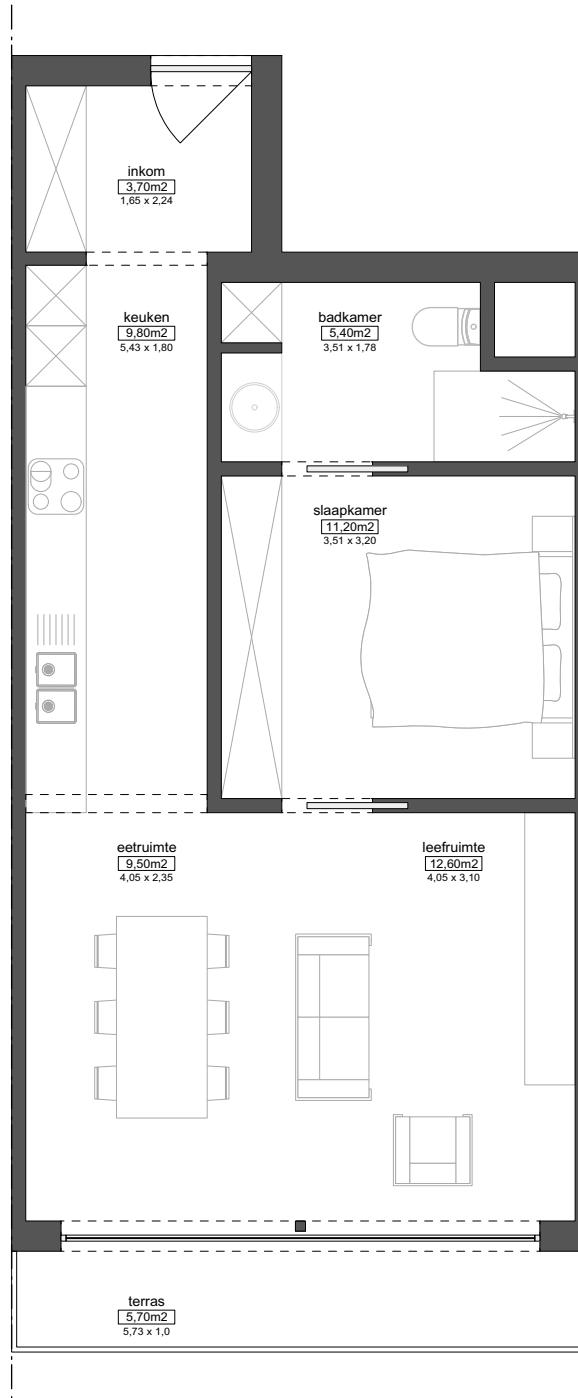 inkom
3,70m2
1,65 x 2,24
keuken
9,80m2
5,43 x 1,80
badkamer
5,40m2
3,51 x 1,78
slaapkamer
11,20m2
3,51 x 3,20
eetruimte
9,50m2
4,05 x 2,35
leefruimte
12,60m2
4,05 x 3,10
terras
5,70m2
5,73 x 1,0